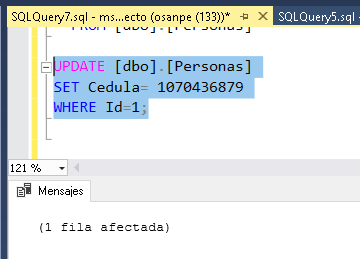 SQLQuery7.sql - ms...ecto (osanpe (133))*
SQLQuery5.sql -
FROM [dbo].[Personas]
UPDATE [dbo].[Personas]
SET Cedula= 1070436879
WHERE Id=1;
121 %
Mensajes
(1 fila afectada)